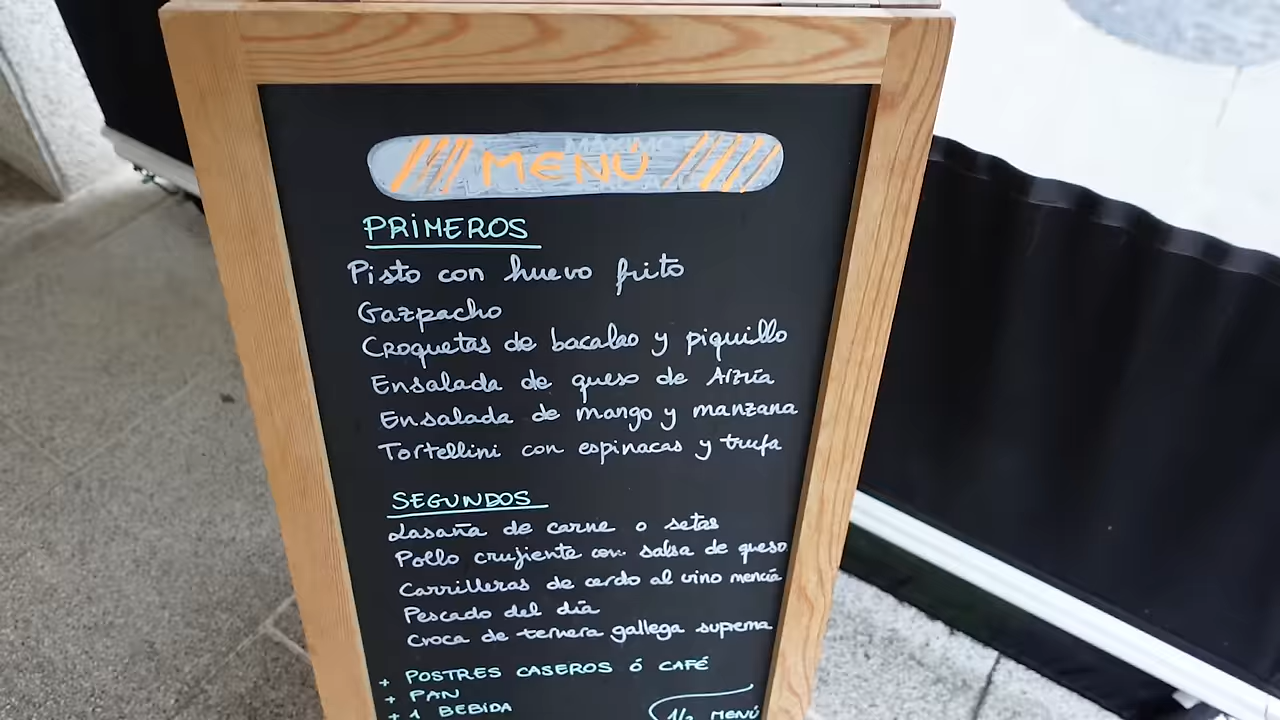 MENÚ
PRIMEROS
Pisto con huevo frito
Gazpacho
Croquetas de bacalao y piquillo
Ensalada de queso de Arzúa
Ensalada de mango y manzana
Tortellini con espinacas y trufa
SEGUNDOS
Lasaña de carne o setas
Pollo crujiente con salsa de queso
Carrilleras de cerdo al vino mencía
Pescado del día
Croca de ternera gallega suprema
+ POSTRES CASEROS Ó CAFÉ
+ PAN
+ 1 BEBIDA
1/2 MENÚ